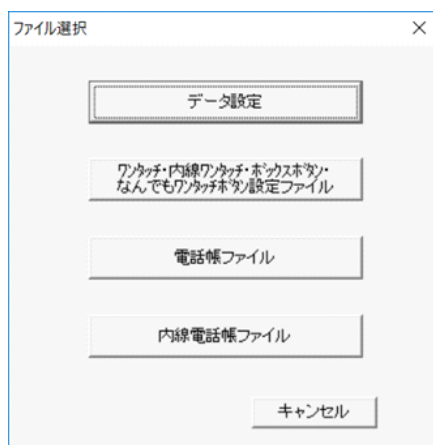 ファイル選択
データ設定
ﾜﾝﾀｯﾁ・内線ﾜﾝﾀｯﾁ・ﾎﾞｯｸｽﾎﾞﾀﾝ・
なんでもﾜﾝﾀｯﾁﾎﾞﾀﾝ設定ファイル
電話帳ファイル
内線電話帳ファイル
キャンセル